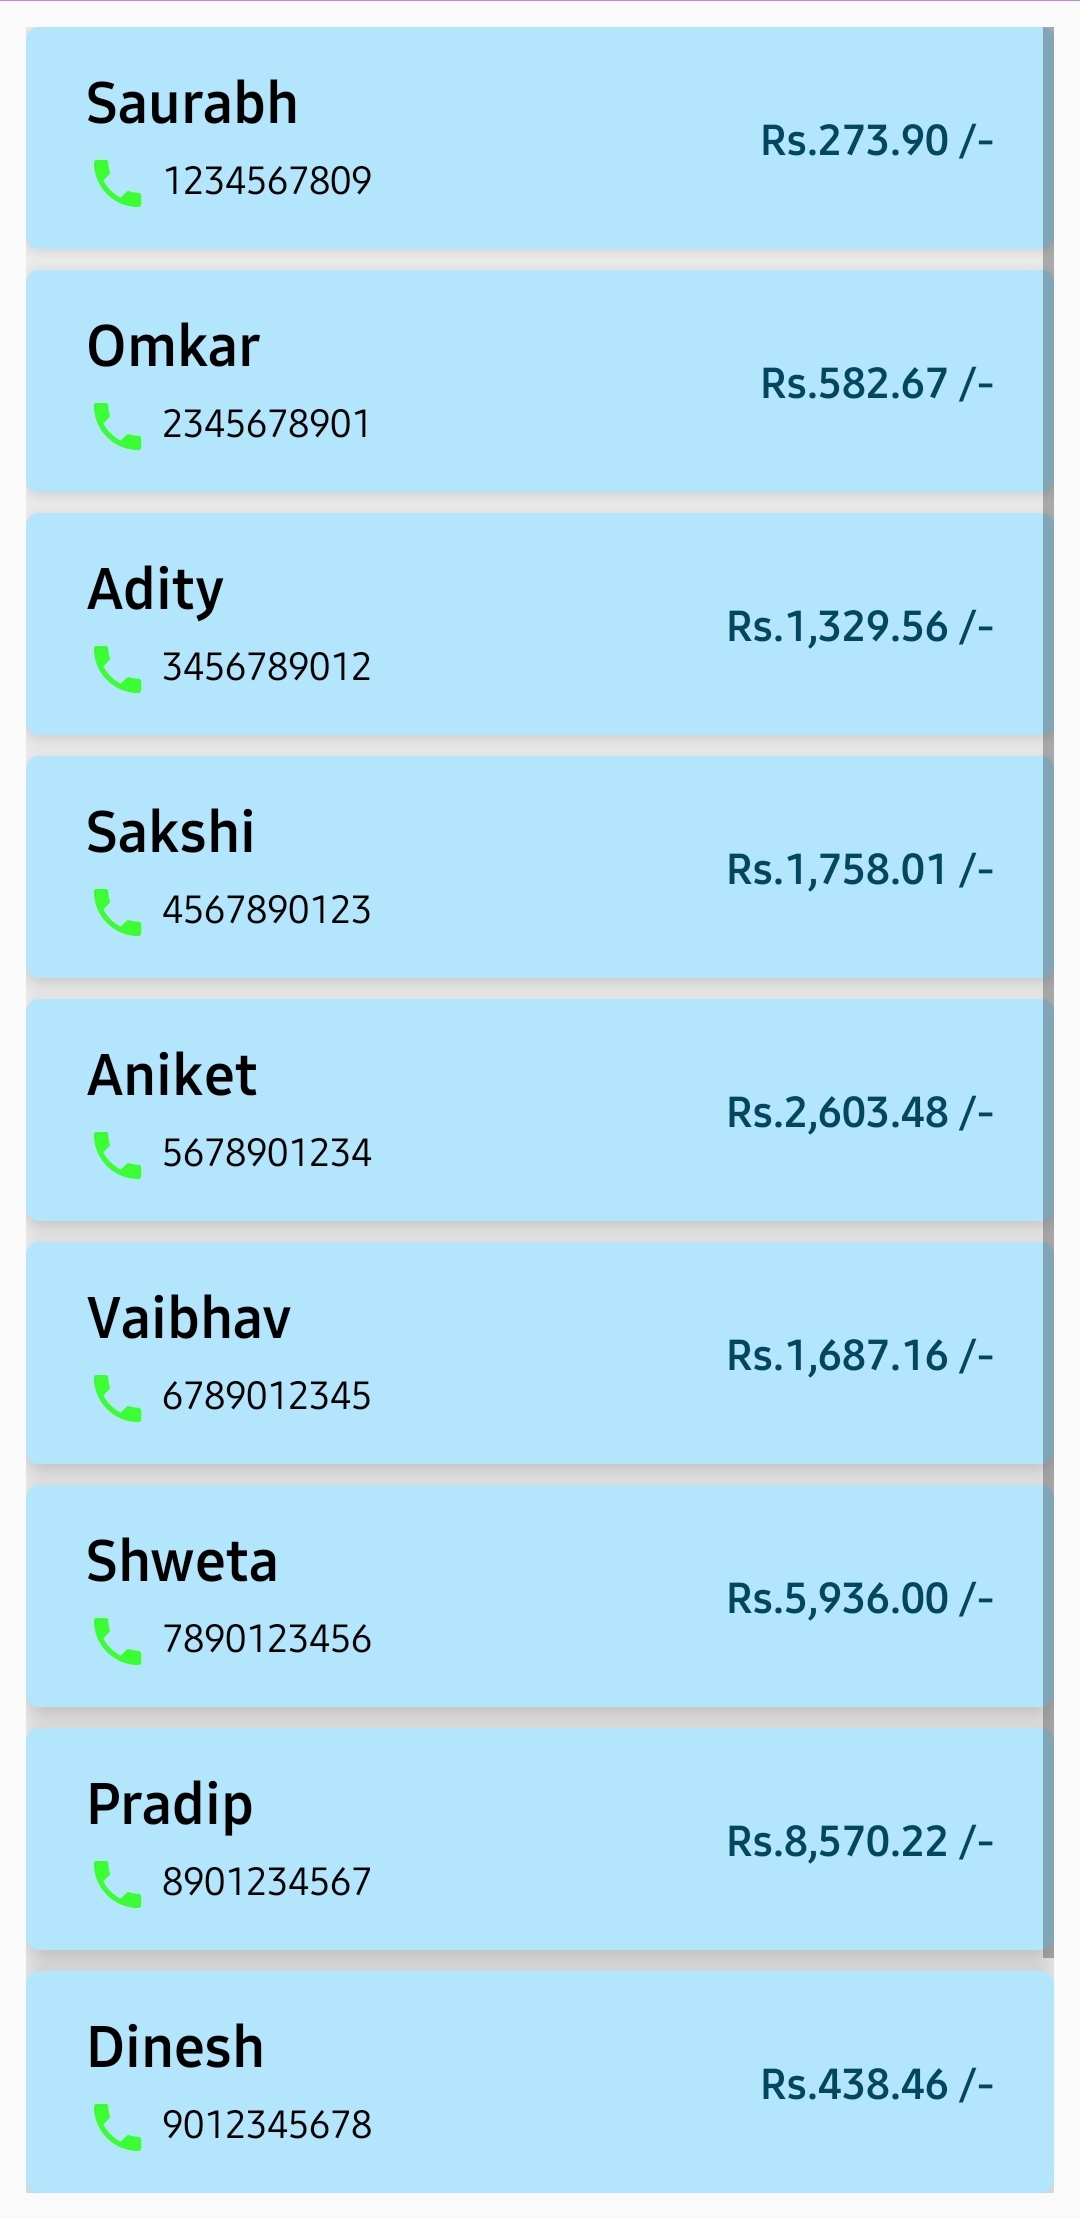 Saurabh
Rs.273.90 /-
1234567809
Omkar
Rs.582.67 /-
2345678901
Adity
Rs.1,329.56 /-
3456789012
Sakshi
Rs.1,758.01 /-
4567890123
Aniket
Rs.2,603.48 /-
5678901234
Vaibhav
Rs.1,687.16 /-
6789012345
Shweta
Rs.5,936.00 /-
7890123456
Pradip
Rs.8,570.22 /-
8901234567
Dinesh
Rs.438.46 /-
9012345678